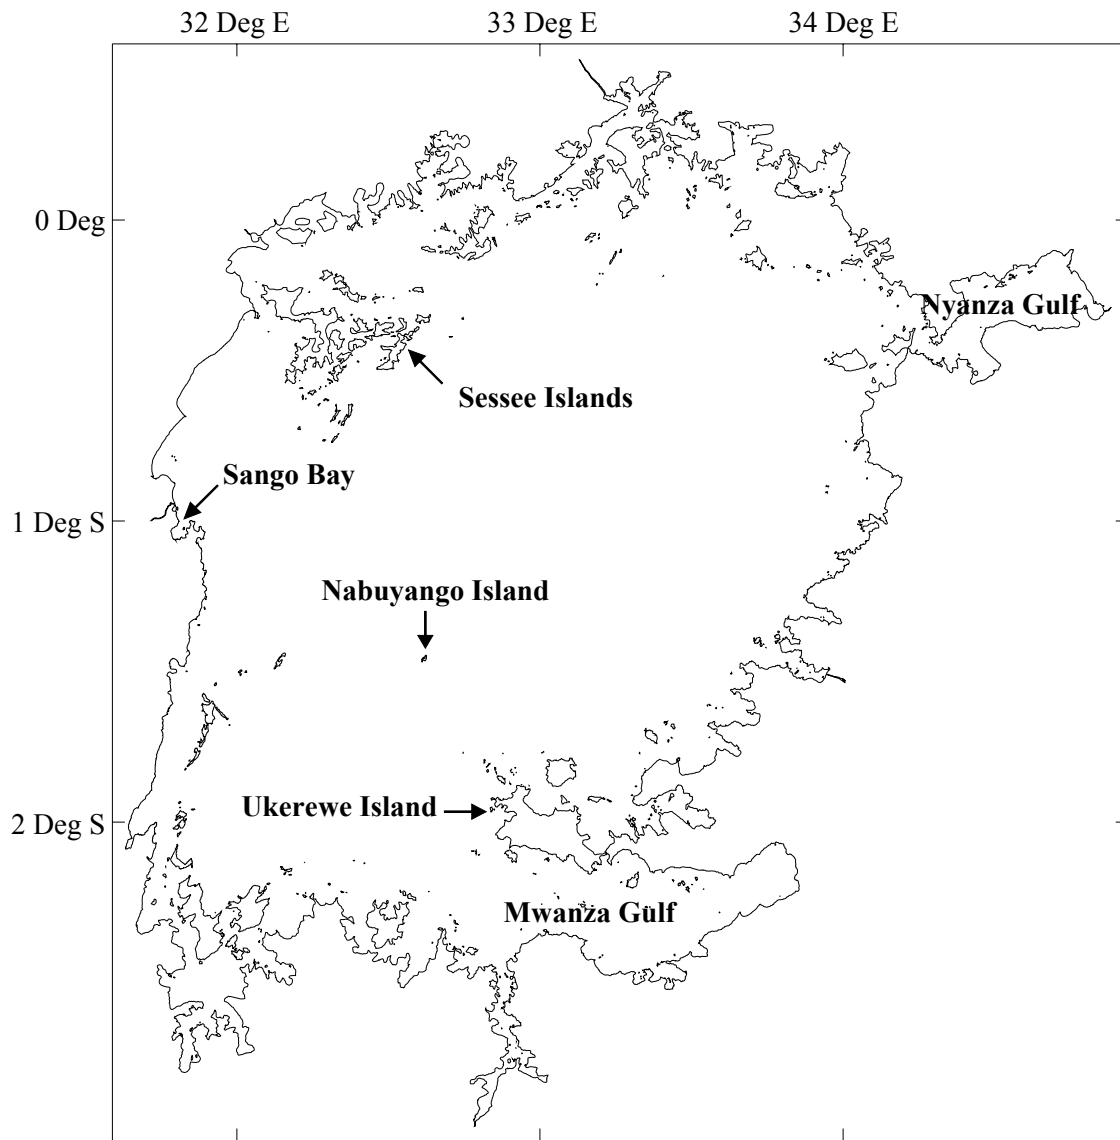 32 Deg E 33 Deg E 34 Deg E
0 Deg
Nyanza Gulf
Sessee Islands
Sango Bay
1 Deg S
Nabuyango Island
Ukerewe Island
2 Deg S
Mwanza Gulf